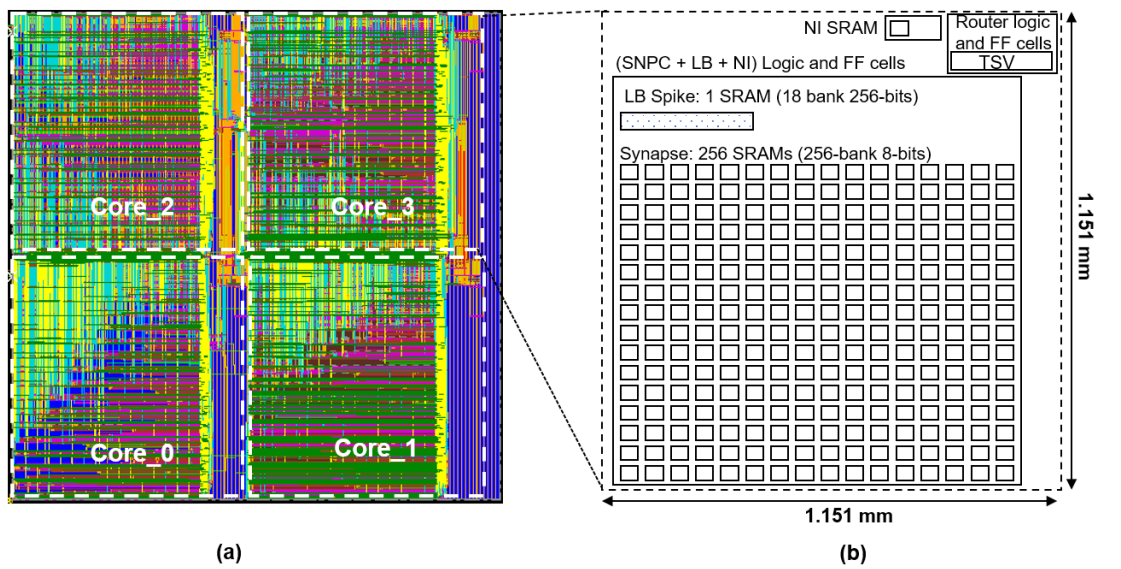 Core_2
Core_3
Core_0
Core_1
(a)
NI SRAM
Router logic
and FF cells
TSV
(SNPC + LB + NI) Logic and FF cells
LB Spike: 1 SRAM (18 bank 256-bits)
Synapse: 256 SRAMs (256-bank 8-bits)
1.151 mm
1.151 mm
(b)